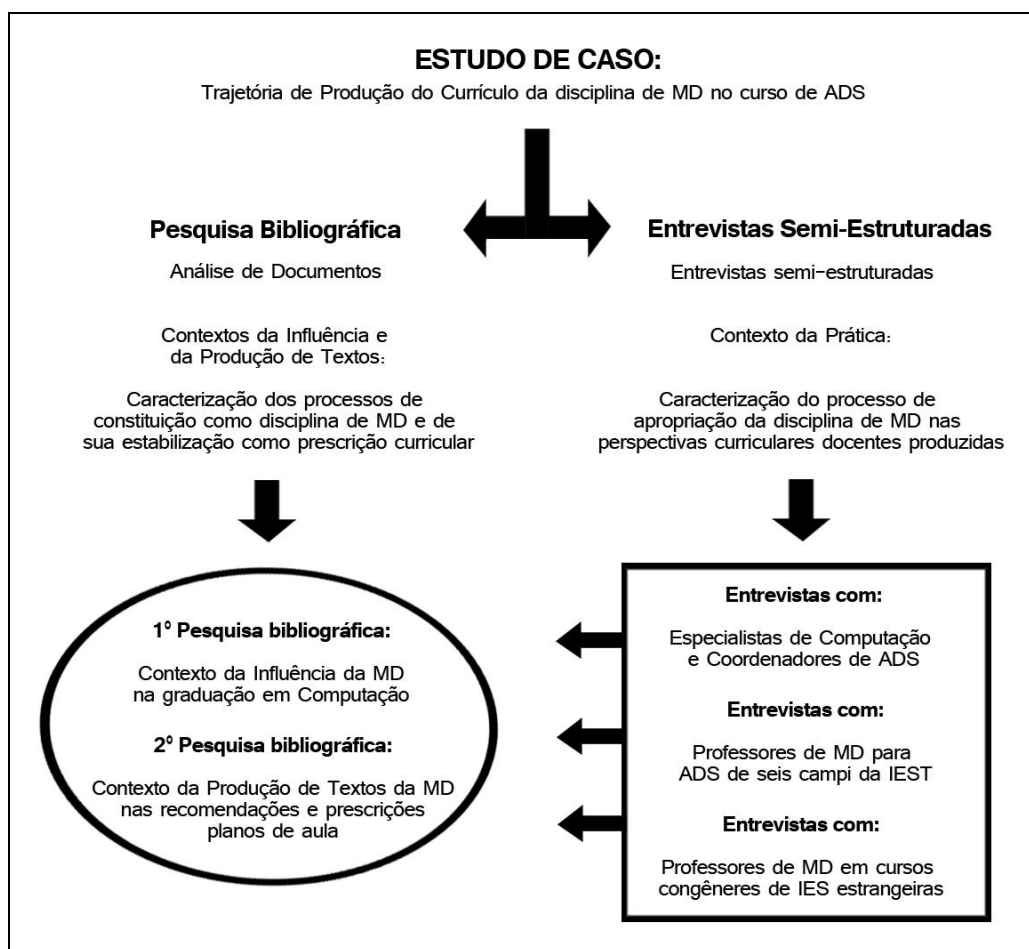 ESTUDO DE CASO:
Trajetória de Produção do Currículo da disciplina de MD no curso de ADS
Pesquisa Bibliográfica
Análise de Documentos
Contextos da Influência e
da Produção de Textos:
Caracterização dos processos de
constituição como disciplina de MD e de
sua estabilização como prescrição curricular
Entrevistas Semi-Estruturadas
Entrevistas semi-estruturadas
Contexto da Prática:
Caracterização do processo de
apropriação da disciplina de MD nas
perspectivas curriculares docentes produzidas
1º Pesquisa bibliográfica:
Contexto da Influência da MD
na graduação em Computação
2º Pesquisa bibliográfica:
Contexto da Produção de Textos da MD
nas recomendações e prescrições
planos de aula
Entrevistas com:
Especialistas de Computação
e Coordenadores de ADS
Entrevistas com:
Professores de MD para
ADS de seis campi da IEST
Entrevistas com:
Professores de MD em cursos
congêneres de IES estrangeiras